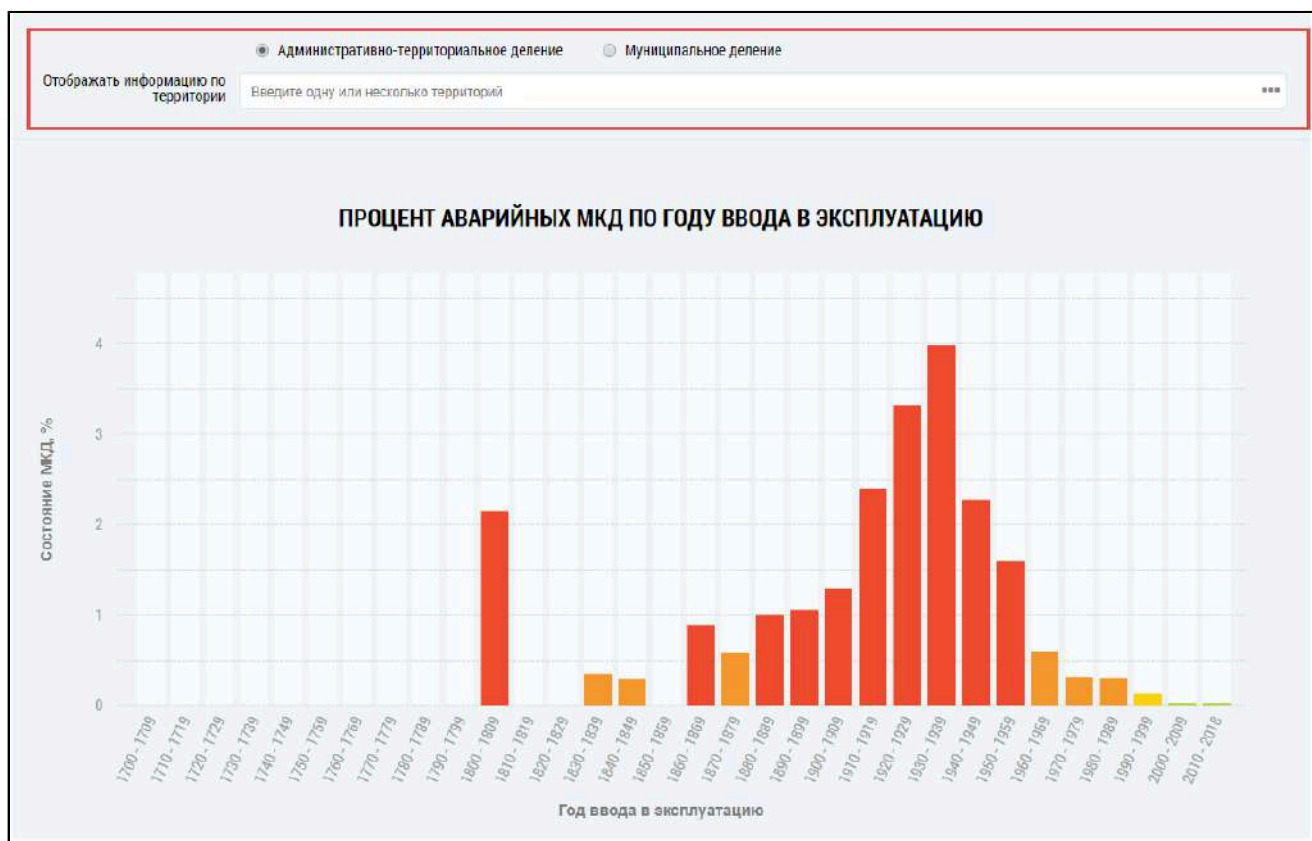 Административно-территориальное деление Муниципальное деление
Отображать информацию по
территории
Введите одну или несколько территорий
ПРОЦЕНТ АВАРИЙНЫХ МКД ПО ГОДУ ВВОДА В ЭКСПЛУАТАЦИЮ
Состояние МКД, %
4
3
2
1
0
1700 - 1709
1710 - 1719
1720 - 1729
1730 - 1739
1740 - 1749
1750 - 1759
1760 - 1769
1770 - 1779
1780 - 1789
1790 - 1799
1800 - 1809
1810 - 1819
1820 - 1829
1830 - 1839
1840 - 1849
1850 - 1859
1860 - 1869
1870 - 1879
1880 - 1889
1890 - 1899
1900 - 1909
1910 - 1919
1920 - 1929
1930 - 1939
1940 - 1949
1950 - 1959
1960 - 1969
1970 - 1979
1980 - 1989
1990 - 1999
2000 - 2009
2010 - 2018
Год ввода в эксплуатацию